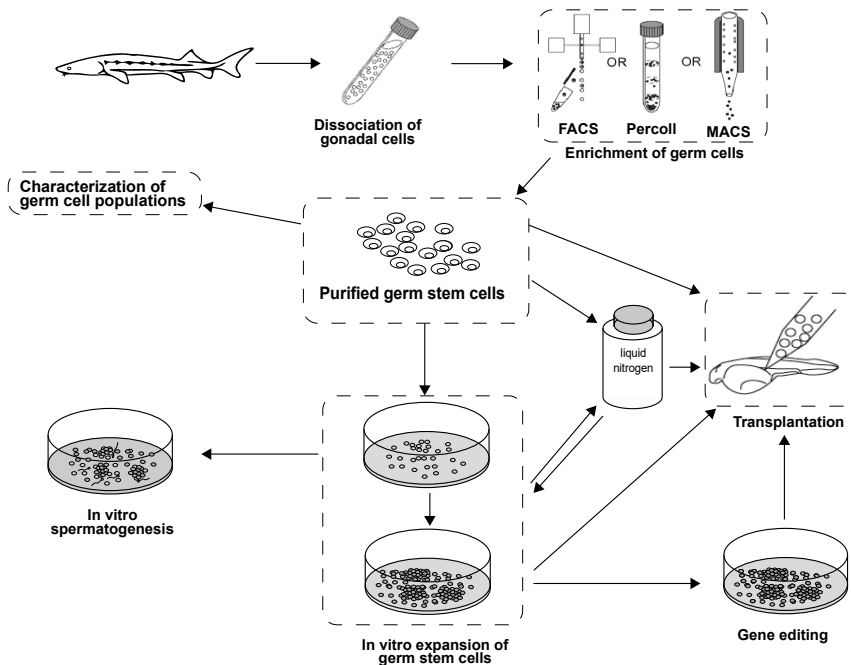 OR
OR
Dissociation of
gonadal cells
FACS
Percoll
MACS
Enrichment of germ cells
Characterization of
germ cell populations
Purified germ stem cells
liquid
nitrogen
Transplantation
In vitro
spermatogenesis
In vitro expansion of
germ stem cells
Gene editing